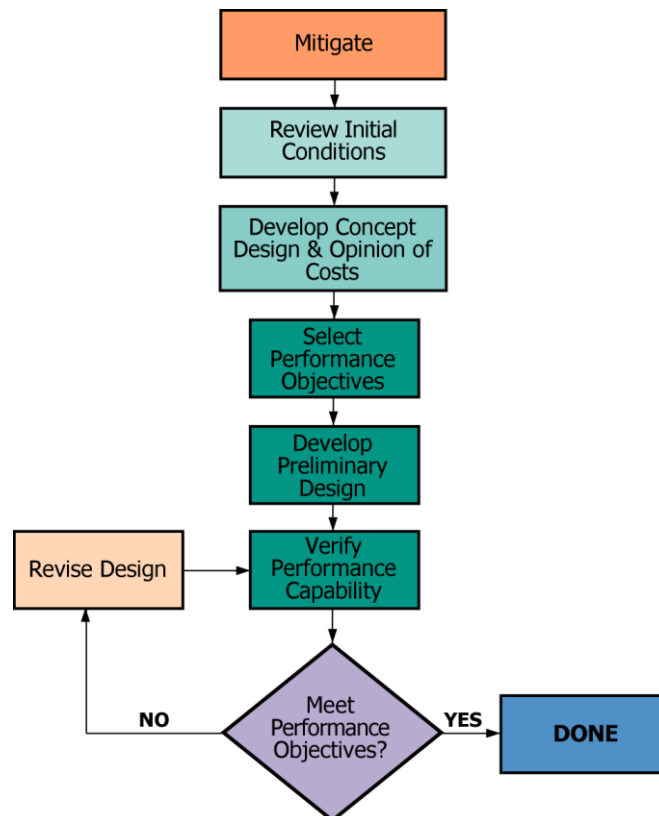 Mitigate
Review Initial
Conditions
Develop Concept
Design & Opinion of
Costs
Select
Performance
Objectives
Develop
Preliminary
Design
Revise Design
Verify
Performance
Capability
Meet
Performance
Objectives?
NO
YES
DONE